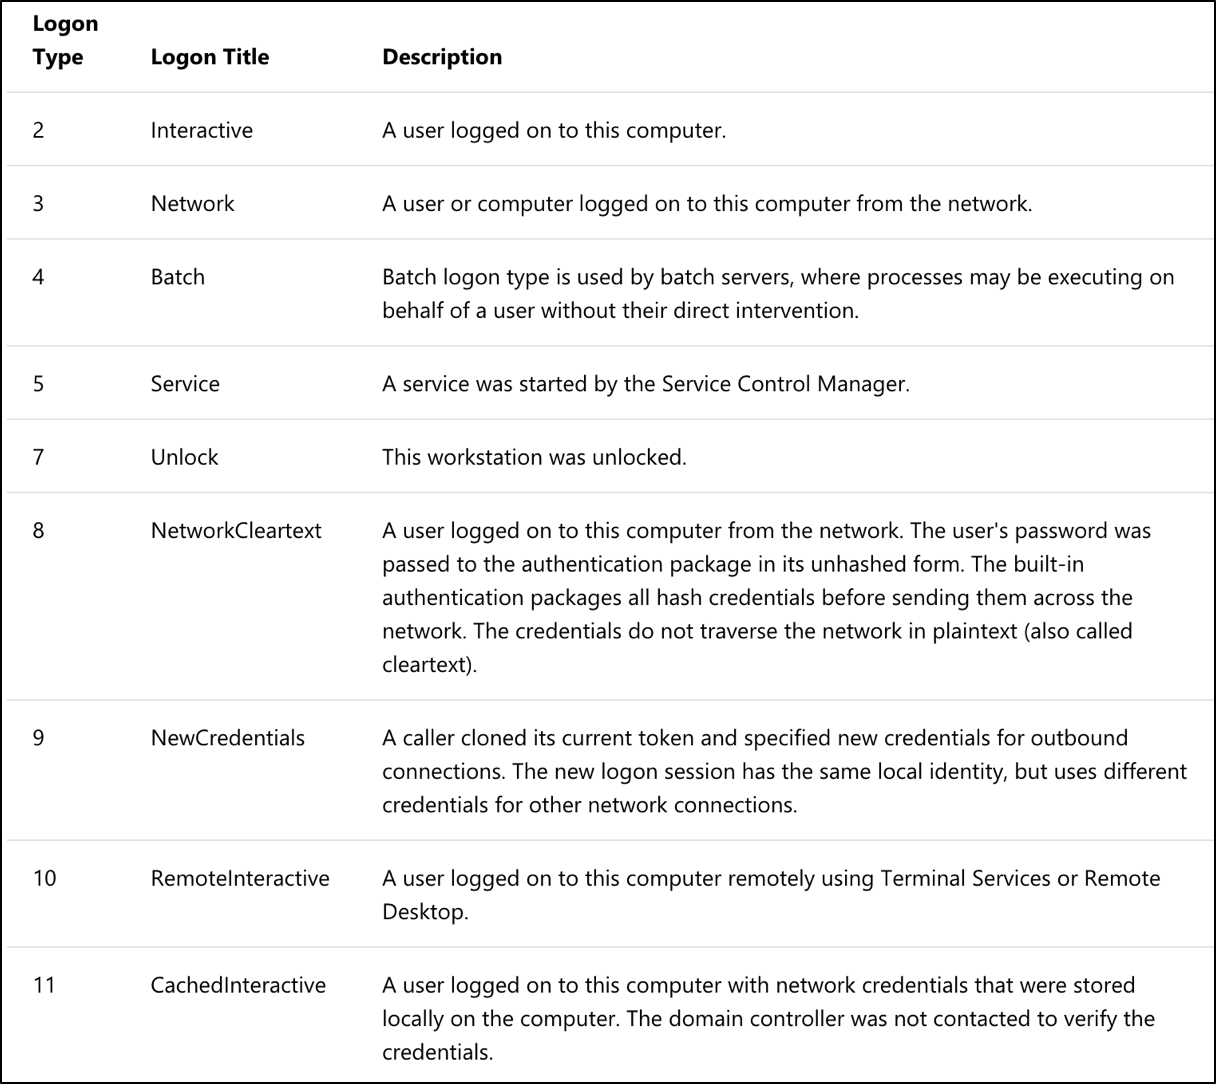 Logon
Type Logon Title Description
2 Interactive A user logged on to this computer.
3 Network A user or computer logged on to this computer from the network.
4 Batch Batch logon type is used by batch servers, where processes may be executing on
behalf of a user without their direct intervention.
5 Service A service was started by the Service Control Manager.
7 Unlock This workstation was unlocked.
8 NetworkCleartext A user logged on to this computer from the network. The user's password was
passed to the authentication package in its unhashed form. The built-in
authentication packages all hash credentials before sending them across the
network. The credentials do not traverse the network in plaintext (also called
cleartext).
9 NewCredentials A caller cloned its current token and specified new credentials for outbound
connections. The new logon session has the same local identity, but uses different
credentials for other network connections.
10 RemoteInteractive A user logged on to this computer remotely using Terminal Services or Remote
Desktop.
11 CachedInteractive A user logged on to this computer with network credentials that were stored
locally on the computer. The domain controller was not contacted to verify the
credentials.